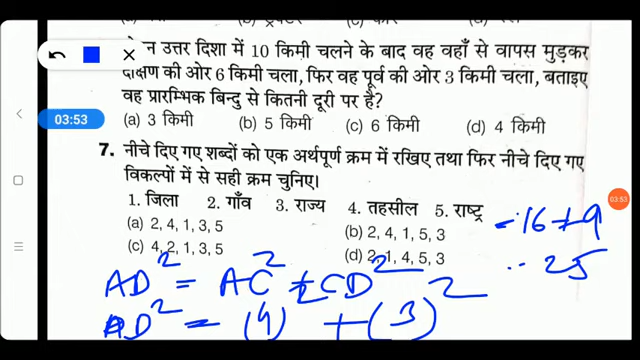 उत्तर दिशा में 10 किमी चलने के बाद वह वहाँ से वापस मुड़कर
दक्षिण की ओर 6 किमी चला, फिर वह पूर्व की ओर 3 किमी चला, बताइए
वह प्रारम्भिक बिन्दु से कितनी दूरी पर है?
03:53
(a) 3 किमी (b) 5 किमी (c) 6 किमी (d) 4 किमी
7. नीचे दिए गए शब्दों को एक अर्थपूर्ण क्रम में रखिए तथा फिर नीचे दिए गए
विकल्पों में से सही क्रम चुनिए।
03:53
1. जिला 2. गाँव 3. राज्य 4. तहसील 5. राष्ट्र
(a) 2, 4, 1, 3, 5 (b) 2, 4, 1, 5, 3
(c) 4, 2, 1, 3, 5 (d) 2, 1, 4, 5, 3
= 16 + 9
25
AD² = AC² + CD²
AD² = (4)² + (3)²